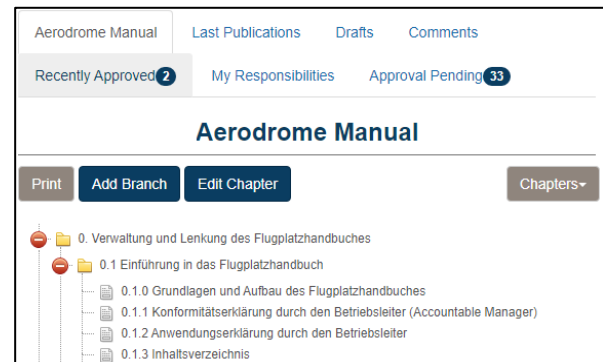 Aerodrome Manual Last Publications Drafts Comments
Recently Approved 2 My Responsibilities Approval Pending 33
Aerodrome Manual
Print Add Branch Edit Chapter Chapters
0. Verwaltung und Lenkung des Flugplatzhandbuches
0.1 Einführung in das Flugplatzhandbuch
0.1.0 Grundlagen und Aufbau des Flugplatzhandbuches
0.1.1 Konformitätserklärung durch den Betriebsleiter (Accountable Manager)
0.1.2 Anwendungserklärung durch den Betriebsleiter
0.1.3 Inhaltsverzeichnis